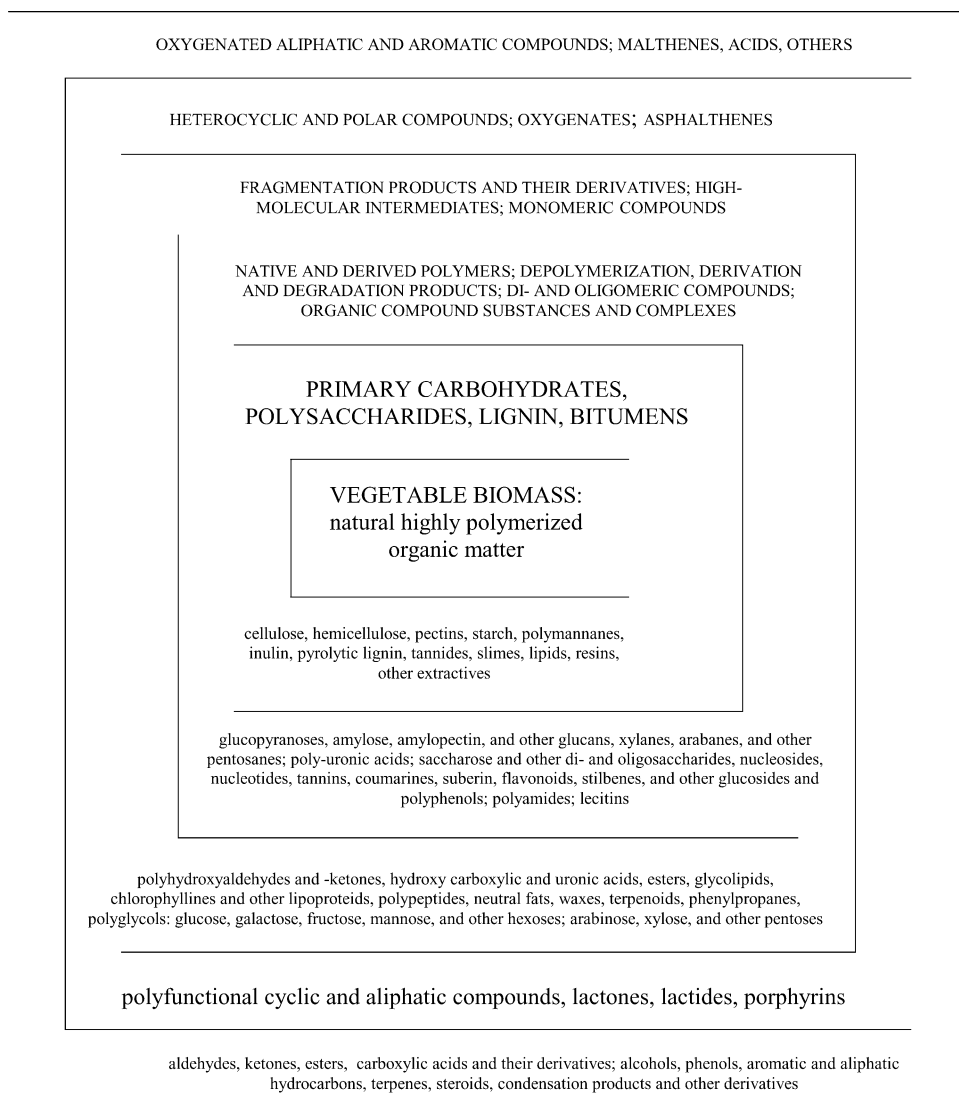 OXYGENATED ALIPHATIC AND AROMATIC COMPOUNDS; MALTHENES, ACIDS, OTHERS
HETEROCYCLIC AND POLAR COMPOUNDS; OXYGENATES; ASPHALTHENES
FRAGMENTATION PRODUCTS AND THEIR DERIVATIVES; HIGH-
MOLECULAR INTERMEDIATES; MONOMERIC COMPOUNDS
NATIVE AND DERIVED POLYMERS; DEPOLYMERIZATION, DERIVATION
AND DEGRADATION PRODUCTS; DI- AND OLIGOMERIC COMPOUNDS;
ORGANIC COMPOUND SUBSTANCES AND COMPLEXES
PRIMARY CARBOHYDRATES,
POLYSACCHARIDES, LIGNIN, BITUMENS
VEGETABLE BIOMASS:
natural highly polymerized
organic matter
cellulose, hemicellulose, pectins, starch, polymannanes,
inulin, pyrolytic lignin, tannides, slimes, lipids, resins,
other extractives
glucopyranoses, amylose, amylopectin, and other glucans, xylanes, arabanes, and other
pentosanes; poly-uronic acids; saccharose and other di- and oligosaccharides, nucleosides,
nucleotides, tannins, coumarines, suberin, flavonoids, stilbenes, and other glucosides and
polyphenols; polyamides; lecitins
polyhydroxyaldehydes and -ketones, hydroxy carboxylic and uronic acids, esters, glycolipids,
chlorophyllines and other lipoproteids, polypeptides, neutral fats, waxes, terpenoids, phenylpropanes,
polyglycols: glucose, galactose, fructose, mannose, and other hexoses; arabinose, xylose, and other pentoses
polyfunctional cyclic and aliphatic compounds, lactones, lactides, porphyrins
aldehydes, ketones, esters, carboxylic acids and their derivatives; alcohols, phenols, aromatic and aliphatic
hydrocarbons, terpenes, steroids, condensation products and other derivatives